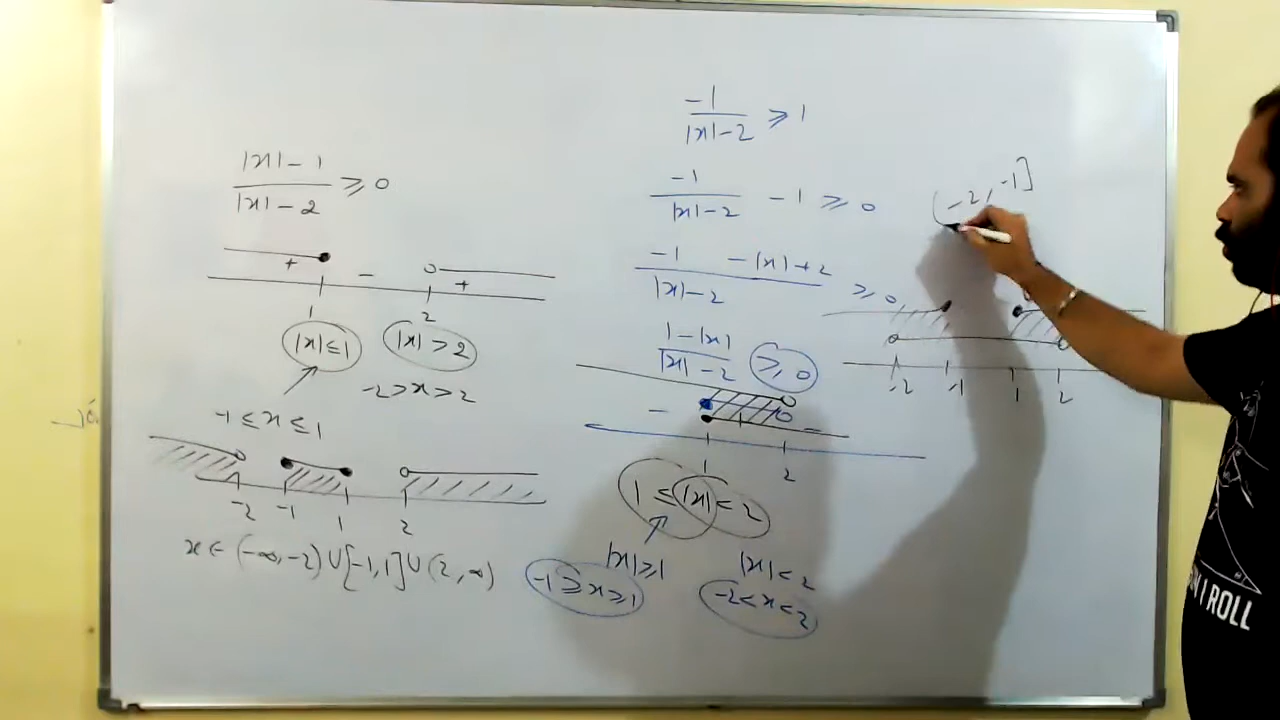 |x| - 1 / |x| - 2 ≥ 0
+ - +
1 2
|x| ≤ 1 |x| > 2
-2 > x > 2
-1 ≤ x ≤ 1
-2 -1 1 2
x ∈ (-∞, -2) ∪ [-1, 1] ∪ (2, ∞)
-1 / |x| - 2 ≥ 1
-1 / |x| - 2 - 1 ≥ 0
-1 - |x| + 2 / |x| - 2 ≥ 0
1 - |x| / |x| - 2 ≥ 0
- + -
1 2
1 ≤ |x| < 2
|x| ≥ 1 |x| < 2
-1 ≥ x ≥ 1 -2 < x < 2
(-2, -1]
-2 -1 1 2
N I ROLL